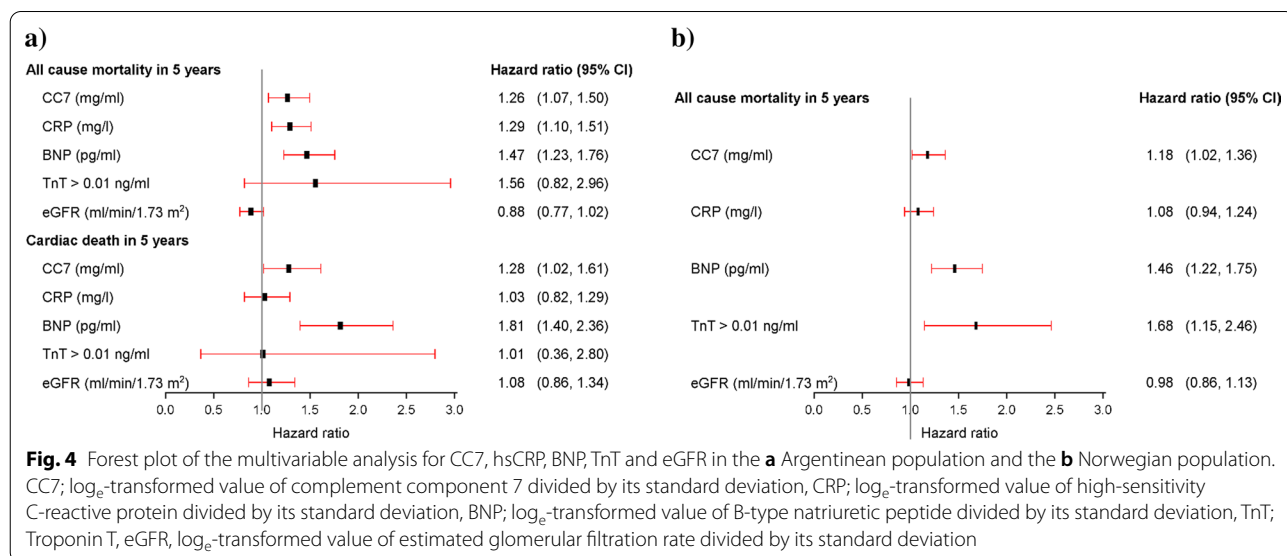 a)
All cause mortality in 5 years Hazard ratio (95% CI)
CC7 (mg/ml) 1.26 (1.07, 1.50)
CRP (mg/l) 1.29 (1.10, 1.51)
BNP (pg/ml) 1.47 (1.23, 1.76)
TnT > 0.01 ng/ml 1.56 (0.82, 2.96)
eGFR (ml/min/1.73 m²) 0.88 (0.77, 1.02)
Cardiac death in 5 years
CC7 (mg/ml) 1.28 (1.02, 1.61)
CRP (mg/l) 1.03 (0.82, 1.29)
BNP (pg/ml) 1.81 (1.40, 2.36)
TnT > 0.01 ng/ml 1.01 (0.36, 2.80)
eGFR (ml/min/1.73 m²) 1.08 (0.86, 1.34)
0.0 0.5 1.0 1.5 2.0 2.5 3.0
Hazard ratio
b)
All cause mortality in 5 years Hazard ratio (95% CI)
CC7 (mg/ml) 1.18 (1.02, 1.36)
CRP (mg/l) 1.08 (0.94, 1.24)
BNP (pg/ml) 1.46 (1.22, 1.75)
TnT > 0.01 ng/ml 1.68 (1.15, 2.46)
eGFR (ml/min/1.73 m²) 0.98 (0.86, 1.13)
0.0 0.5 1.0 1.5 2.0 2.5 3.0
Hazard ratio
Fig. 4 Forest plot of the multivariable analysis for CC7, hsCRP, BNP, TnT and eGFR in the a Argentinean population and the b Norwegian population.
CC7; logₑ-transformed value of complement component 7 divided by its standard deviation, CRP; logₑ-transformed value of high-sensitivity
C-reactive protein divided by its standard deviation, BNP; logₑ-transformed value of B-type natriuretic peptide divided by its standard deviation, TnT;
Troponin T, eGFR, logₑ-transformed value of estimated glomerular filtration rate divided by its standard deviation